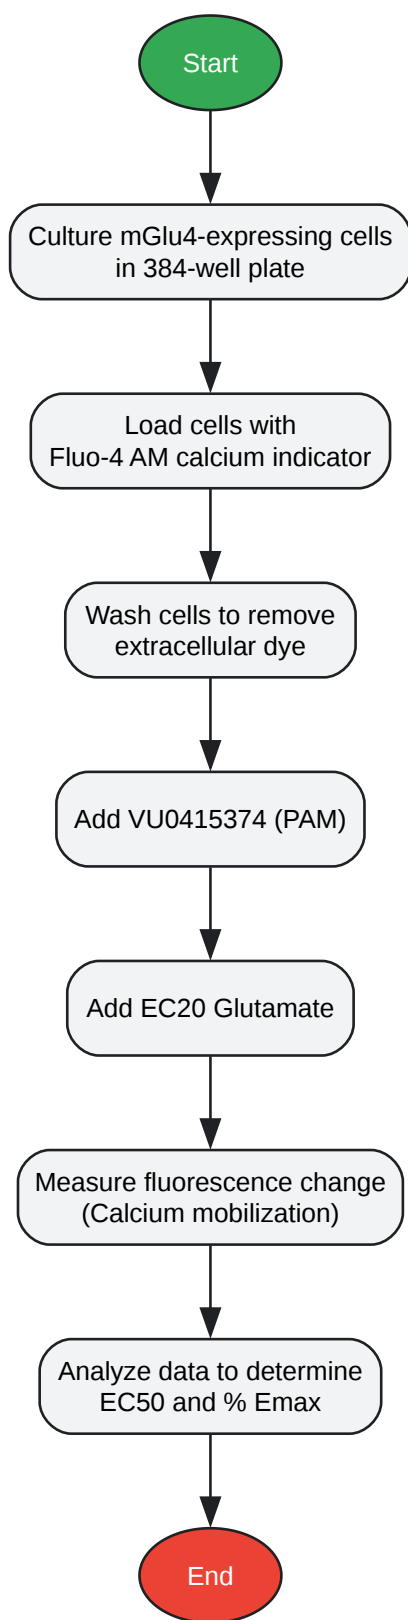 Start
Culture mGlu4-expressing cells
in 384-well plate
Load cells with
Fluo-4 AM calcium indicator
Wash cells to remove
extracellular dye
Add VU0415374 (PAM)
Add EC20 Glutamate
Measure fluorescence change
(Calcium mobilization)
Analyze data to determine
EC50 and % Emax
End